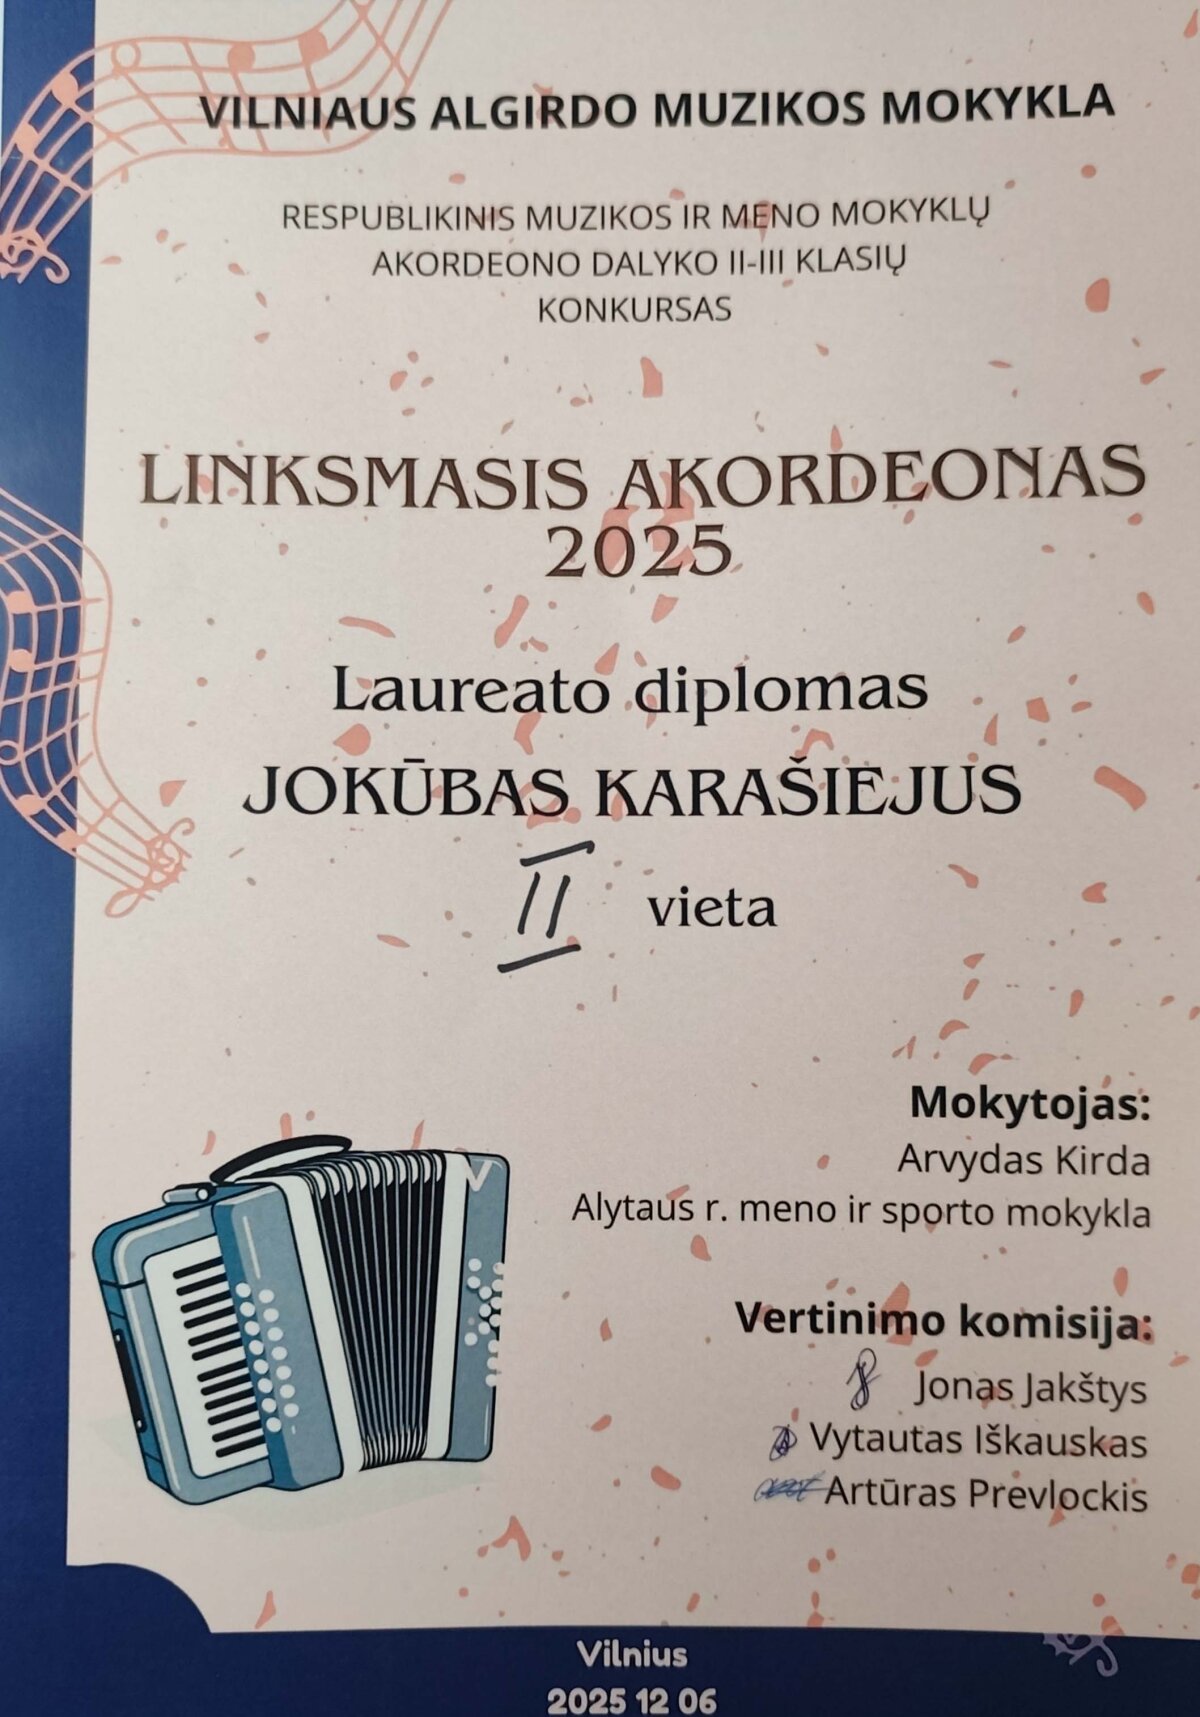 VILNIAUS ALGIRDO MUZIKOS MOKYKLA
RESPUBLIKINIS MUZIKOS IR MENO MOKYKLŲ
AKORDEONO DALYKO II-III KLASIŲ
KONKURSAS
LINKSMASIS AKORDEONAS
2025
Laureato diplomas
JOKŪBAS KARAŠIEJUS
II vieta
Mokytojas:
Arvydas Kirda
Alytaus r. meno ir sporto mokykla
Vertinimo komisija:
Jonas Jakštys
Vytautas Iškauskas
Artūras Prevlockis
Vilnius
2025 12 06